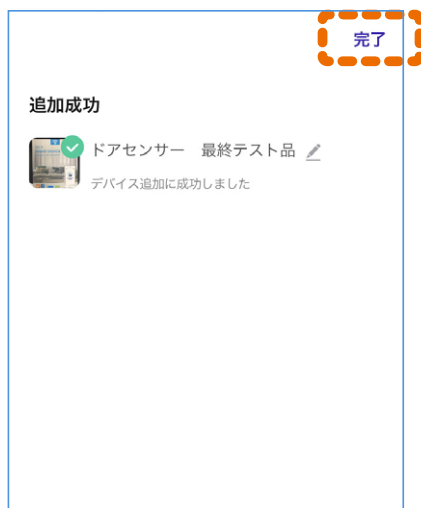 完了
追加成功
ドアセンサー　最終テスト品
デバイス追加に成功しました